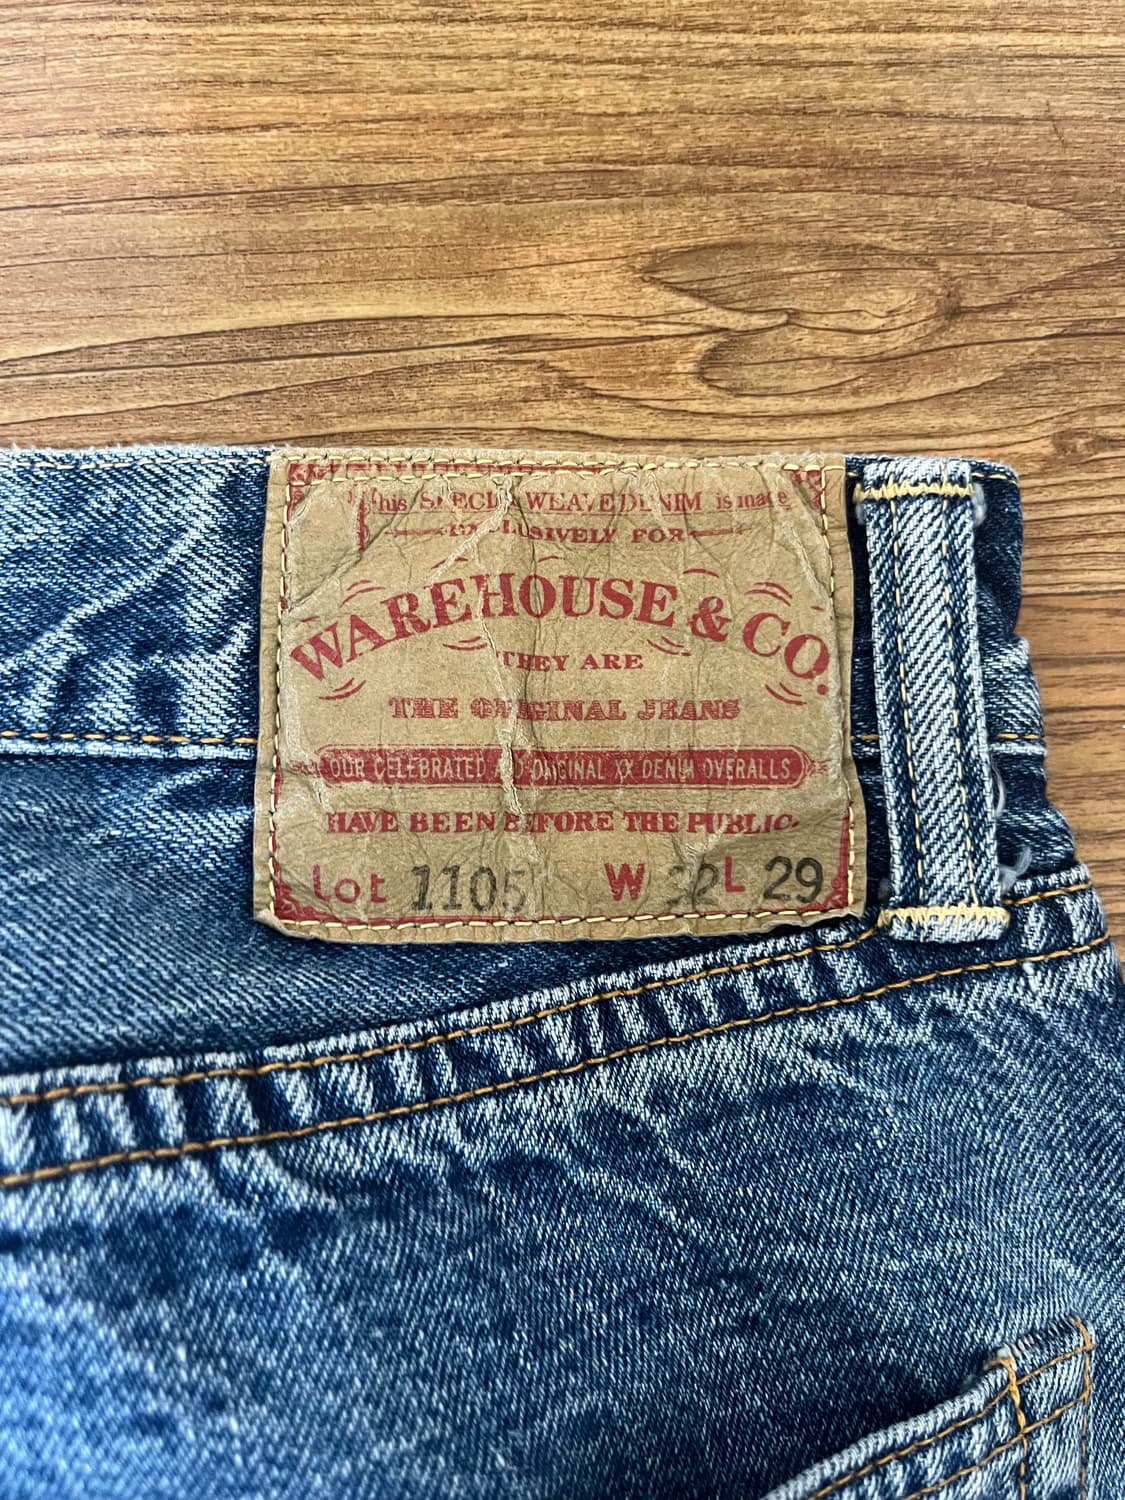 This SPECIAL WEAVE DENIM is made
EXCLUSIVELY FOR
WAREHOUSE & CO.
THEY ARE
THE ORIGINAL JEANS
OUR CELEBRATED AND ORIGINAL XX DENIM OVERALLS
HAVE BEEN BEFORE THE PUBLIC.
Lot 1105 W 32 L 29